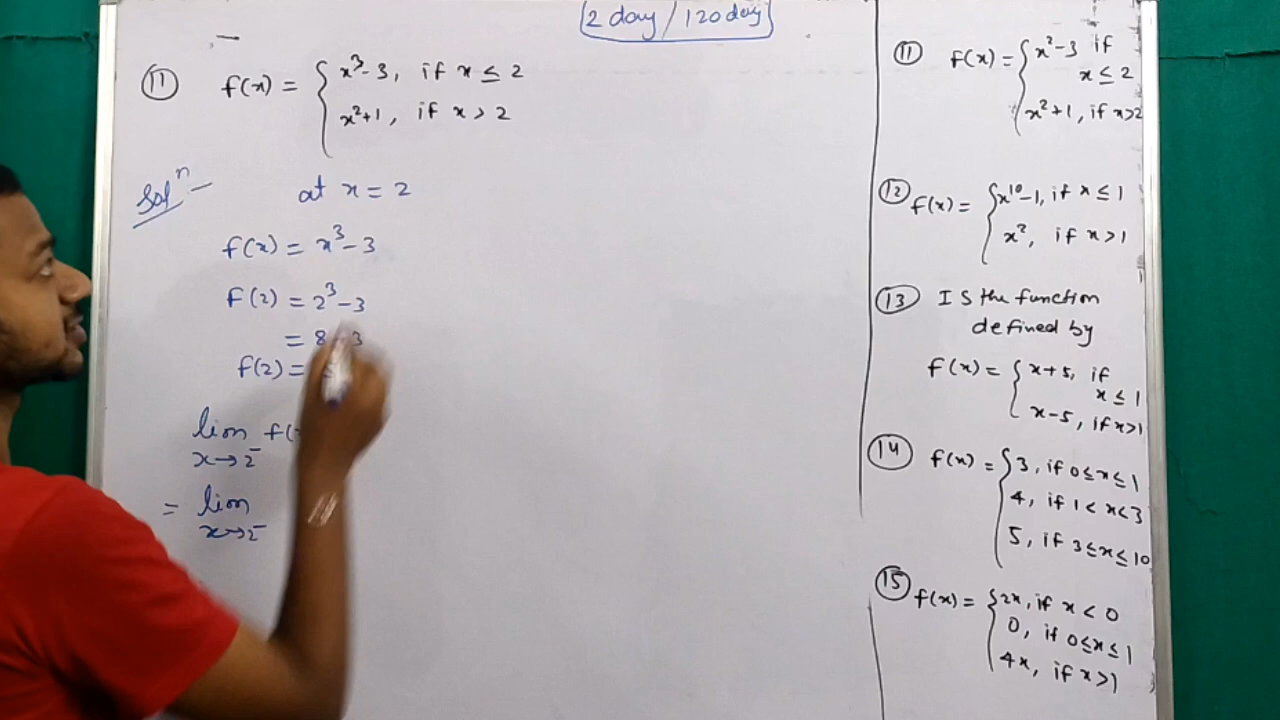 2 day / 120 day
(11) f(x) = { x³-3, if x ≤ 2
x²+1, if x > 2
Solⁿ - at x = 2
f(x) = x³-3
f(2) = 2³-3
= 8 3
f(2) =
lim f(
x→2⁻
= lim
x→2⁻
(11) f(x) = { x²-3 if
x ≤ 2
x²+1, if x>2
(12) f(x) = { x¹⁰-1, if x ≤ 1
x², if x>1
(13) IS the function
defined by
f(x) = { x+5, if
x ≤ 1
x-5, if x>1
(14) f(x) = { 3, if 0≤x≤1
4, if 1<x<3
5, if 3≤x≤10
(15) f(x) = { 2x, if x < 0
0, if 0≤x≤1
4x, if x>1